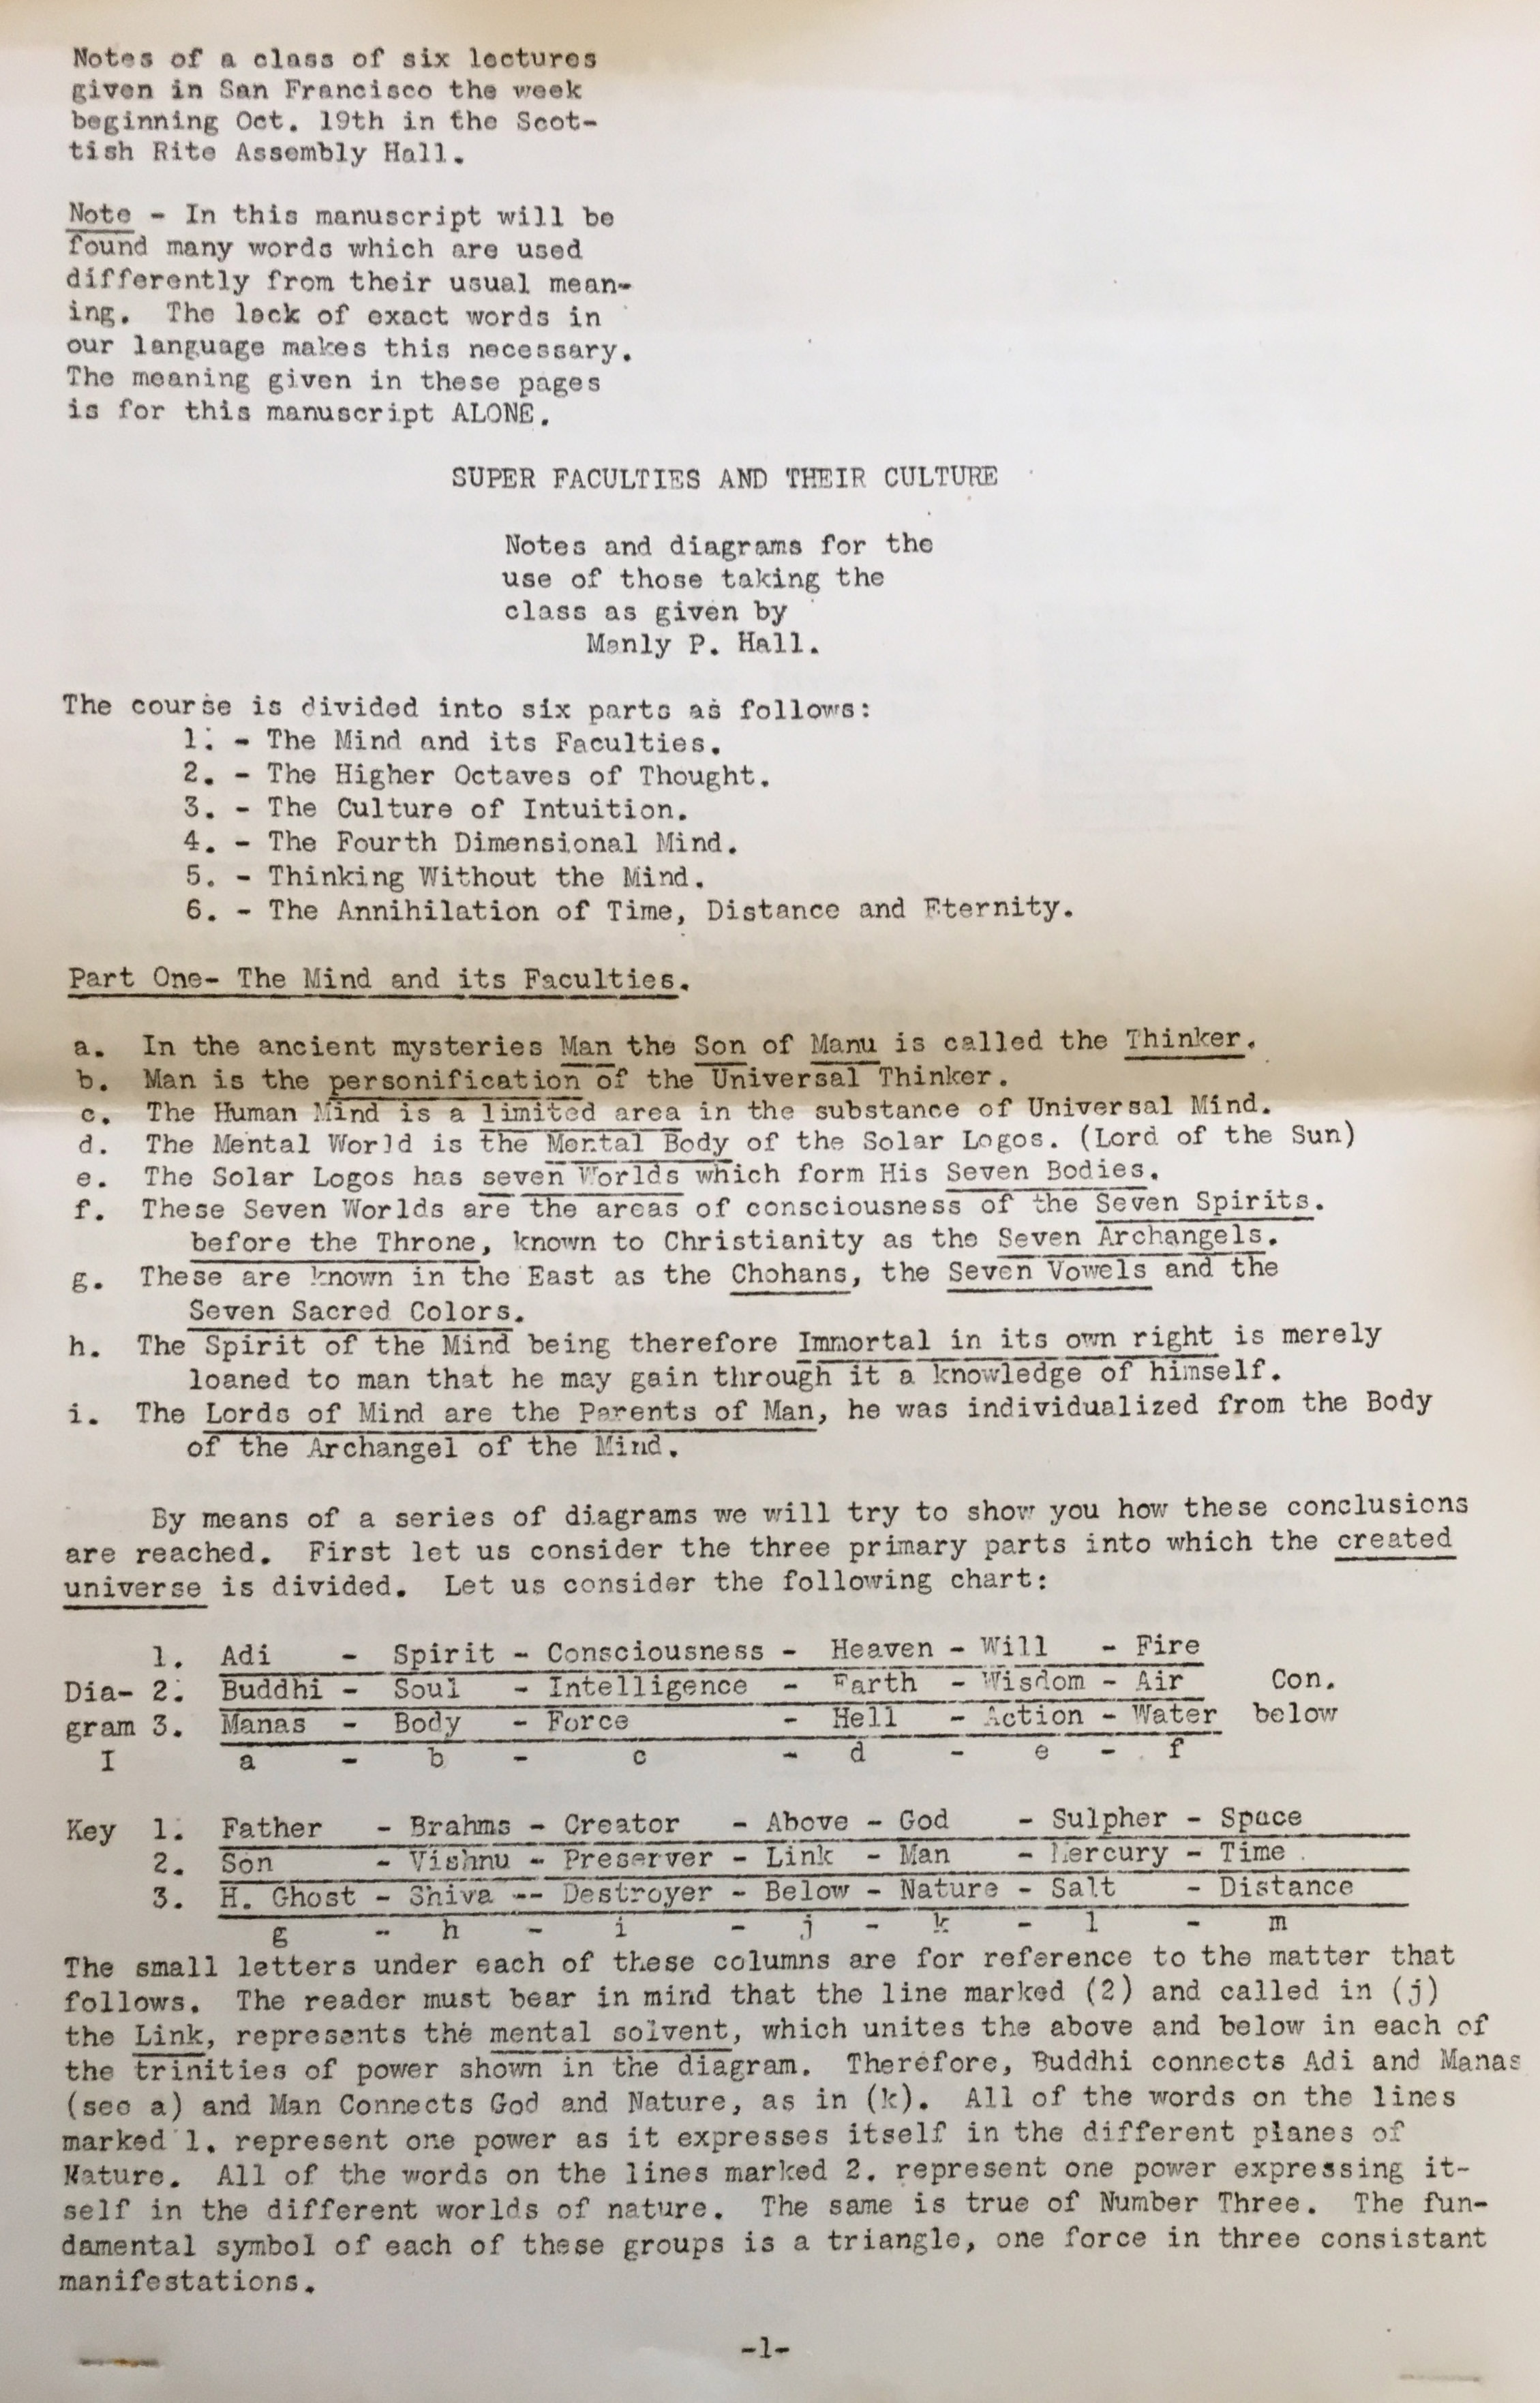 Notes of a class of six lectures
given in San Francisco the week
beginning Oct. 19th in the Scot-
tish Rite Assembly Hall.
Note - In this manuscript will be
found many words which are used
differently from their usual mean-
ing. The lack of exact words in
our language makes this necessary.
The meaning given in these pages
is for this manuscript ALONE.
SUPER FACULTIES AND THEIR CULTURE
Notes and diagrams for the
use of those taking the
class as given by
Manly P. Hall.
The course is divided into six parts as follows:
1. - The Mind and its Faculties.
2. - The Higher Octaves of Thought.
3. - The Culture of Intuition.
4. - The Fourth Dimensional Mind.
5. - Thinking Without the Mind.
6. - The Annihilation of Time, Distance and Eternity.
Part One- The Mind and its Faculties.
a. In the ancient mysteries Man the Son of Manu is called the Thinker.
b. Man is the personification of the Universal Thinker.
c. The Human Mind is a limited area in the substance of Universal Mind.
d. The Mental World is the Mental Body of the Solar Logos. (Lord of the Sun)
e. The Solar Logos has seven Worlds which form His Seven Bodies.
f. These Seven Worlds are the areas of consciousness of the Seven Spirits.
before the Throne, known to Christianity as the Seven Archangels.
g. These are known in the East as the Chohans, the Seven Vowels and the
Seven Sacred Colors.
h. The Spirit of the Mind being therefore Immortal in its own right is merely
loaned to man that he may gain through it a knowledge of himself.
i. The Lords of Mind are the Parents of Man, he was individualized from the Body
of the Archangel of the Mind.
By means of a series of diagrams we will try to show you how these conclusions
are reached. First let us consider the three primary parts into which the created
universe is divided. Let us consider the following chart:
1. Adi - Spirit - Consciousness - Heaven - Will - Fire
Dia- 2. Buddhi - Soul - Intelligence - Earth - Wisdom - Air Con.
gram 3. Manas - Body - Force - Hell - Action - Water below
I a - b - c - d - e - f
Key 1. Father - Brahms - Creator - Above - God - Sulpher - Space
2. Son - Vishnu - Preserver - Link - Man - Mercury - Time
3. H. Ghost - Shiva -- Destroyer - Below - Nature - Salt - Distance
g - h - i - j - k - l - m
The small letters under each of these columns are for reference to the matter that
follows. The reader must bear in mind that the line marked (2) and called in (j)
the Link, represents the mental solvent, which unites the above and below in each of
the trinities of power shown in the diagram. Therefore, Buddhi connects Adi and Manas
(see a) and Man Connects God and Nature, as in (k). All of the words on the lines
marked 1. represent one power as it expresses itself in the different planes of
Nature. All of the words on the lines marked 2. represent one power expressing it-
self in the different worlds of nature. The same is true of Number Three. The fun-
damental symbol of each of these groups is a triangle, one force in three consistant
manifestations.
-1-